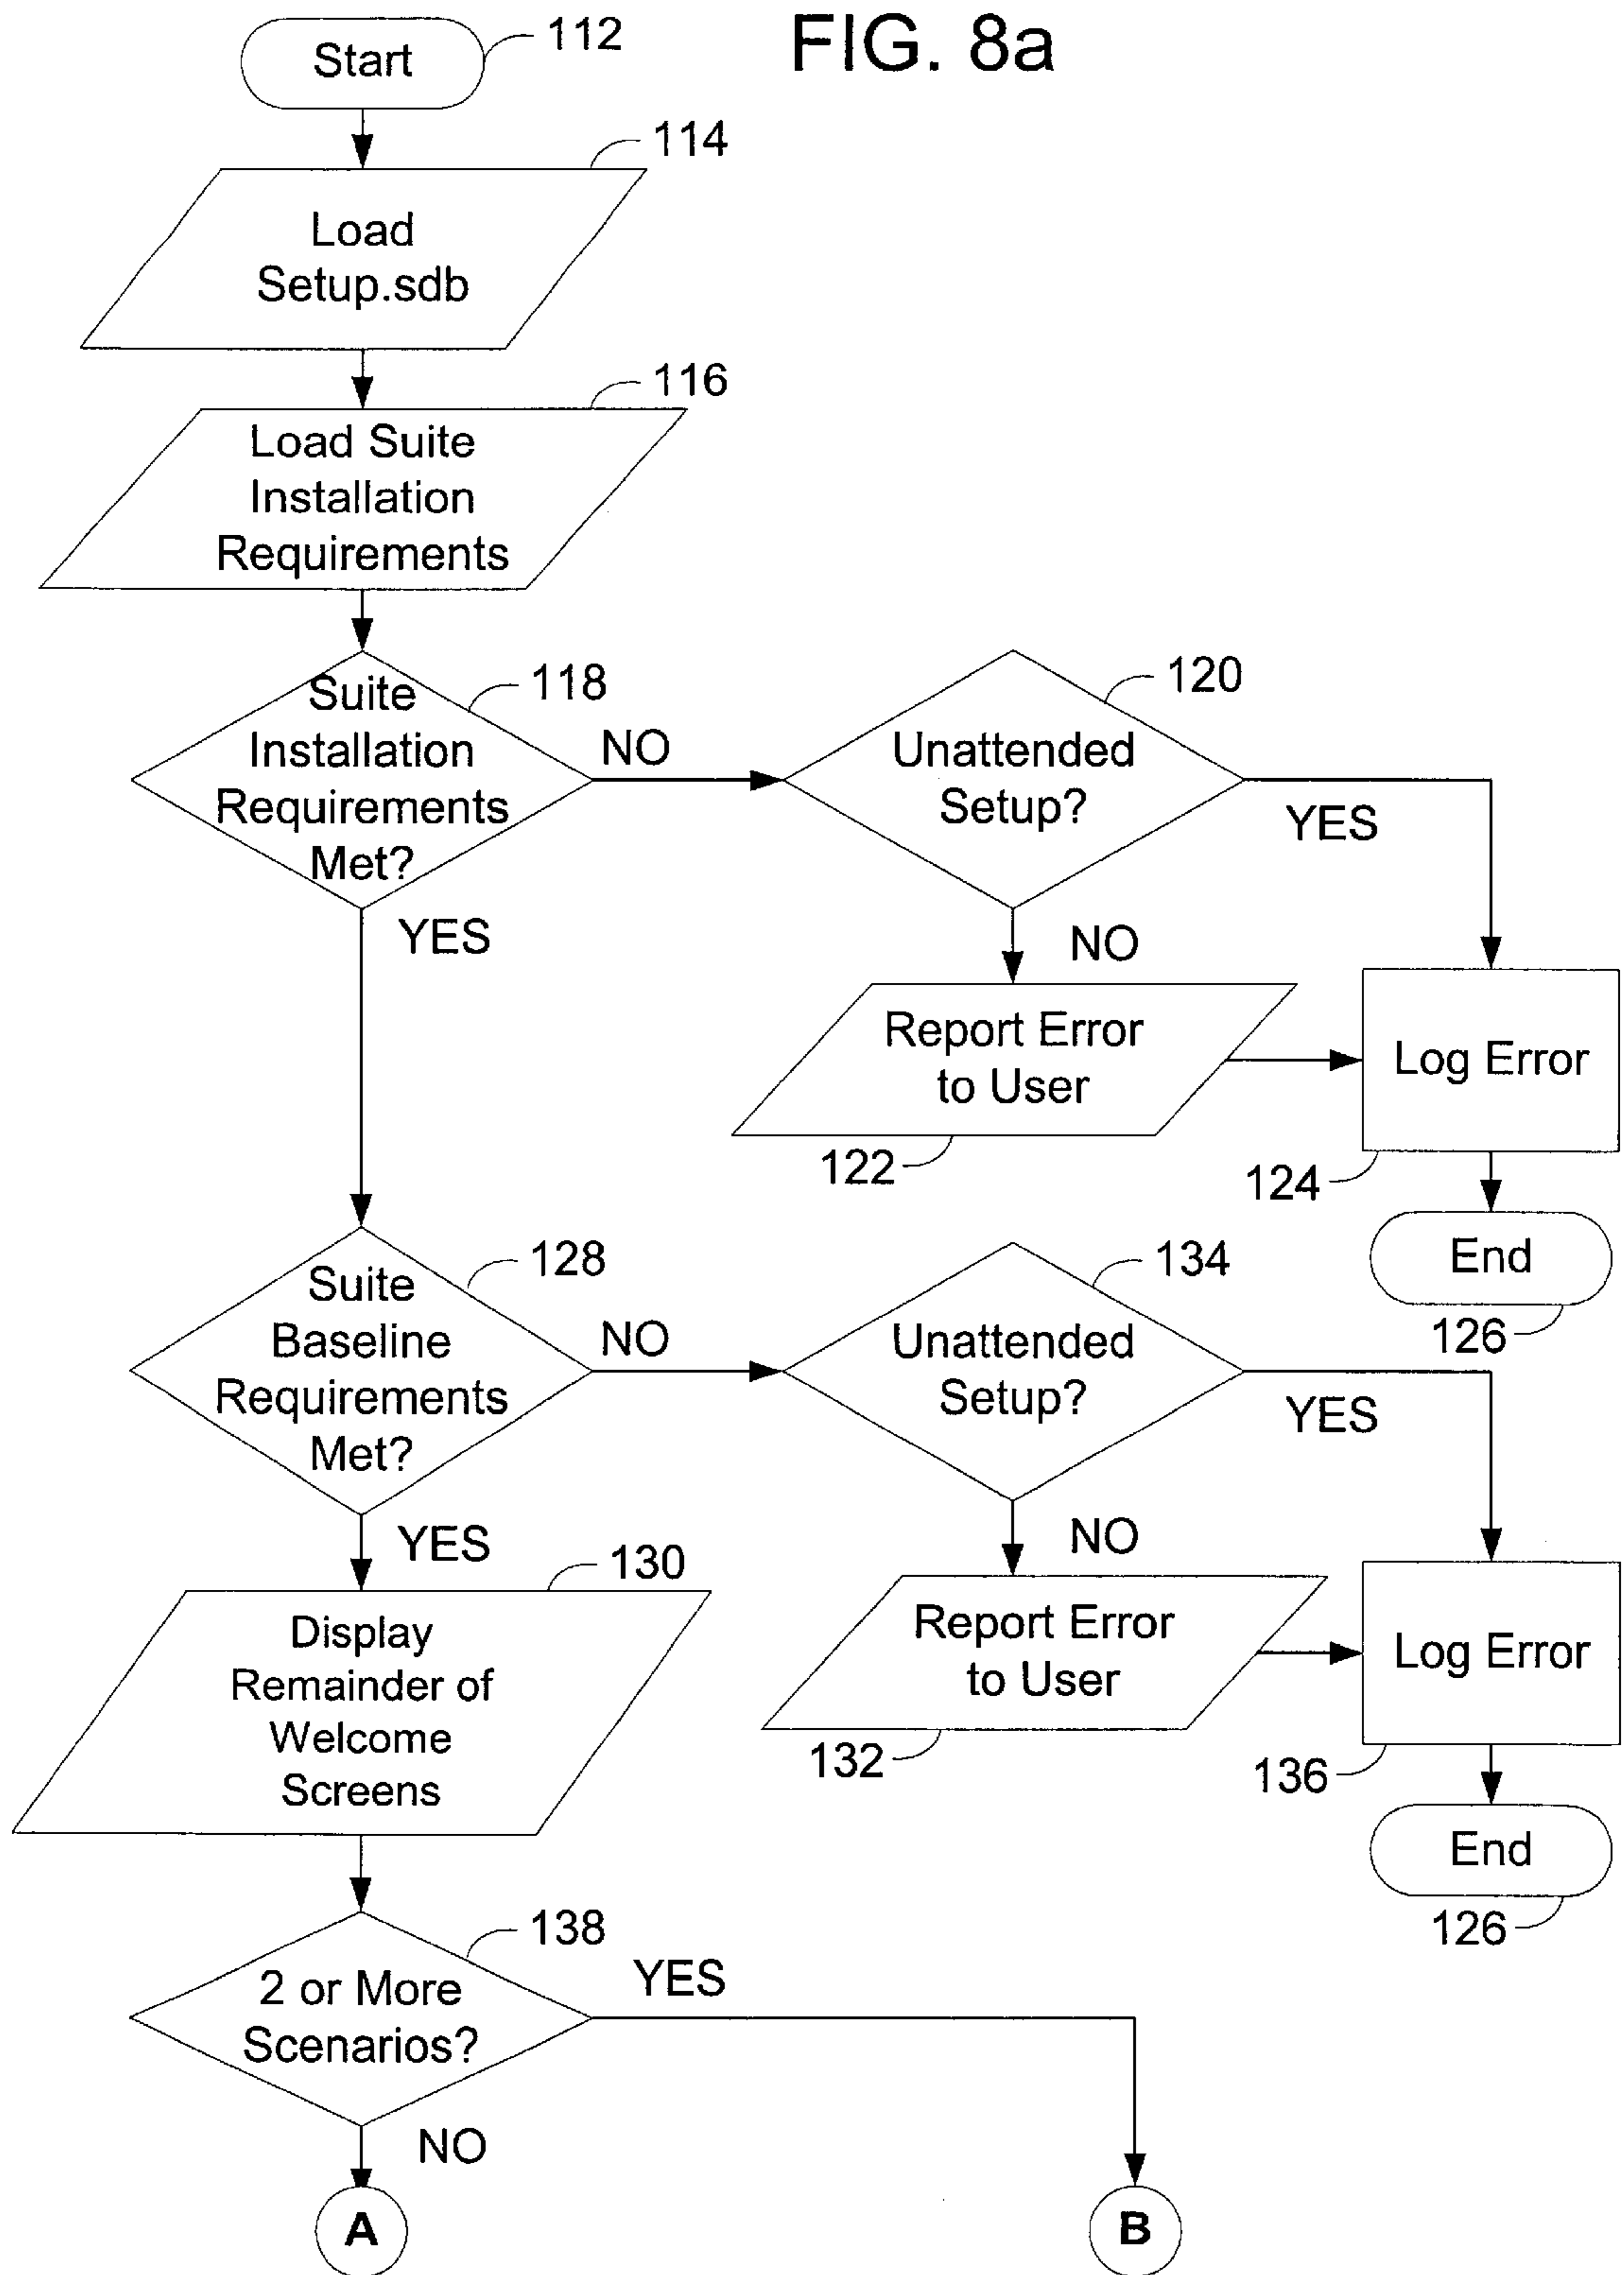 FIG. 8a
Start
112
114
Load
Setup.sdb
116
Load Suite
Installation
Requirements
118
Suite
Installation
Requirements
Met?
NO
YES
120
Unattended
Setup?
YES
NO
Report Error
to User
122
Log Error
124
End
126
128
Suite
Baseline
Requirements
Met?
NO
YES
134
Unattended
Setup?
YES
NO
Report Error
to User
132
Log Error
136
End
126
130
Display
Remainder of
Welcome
Screens
138
2 or More
Scenarios?
YES
NO
A
B